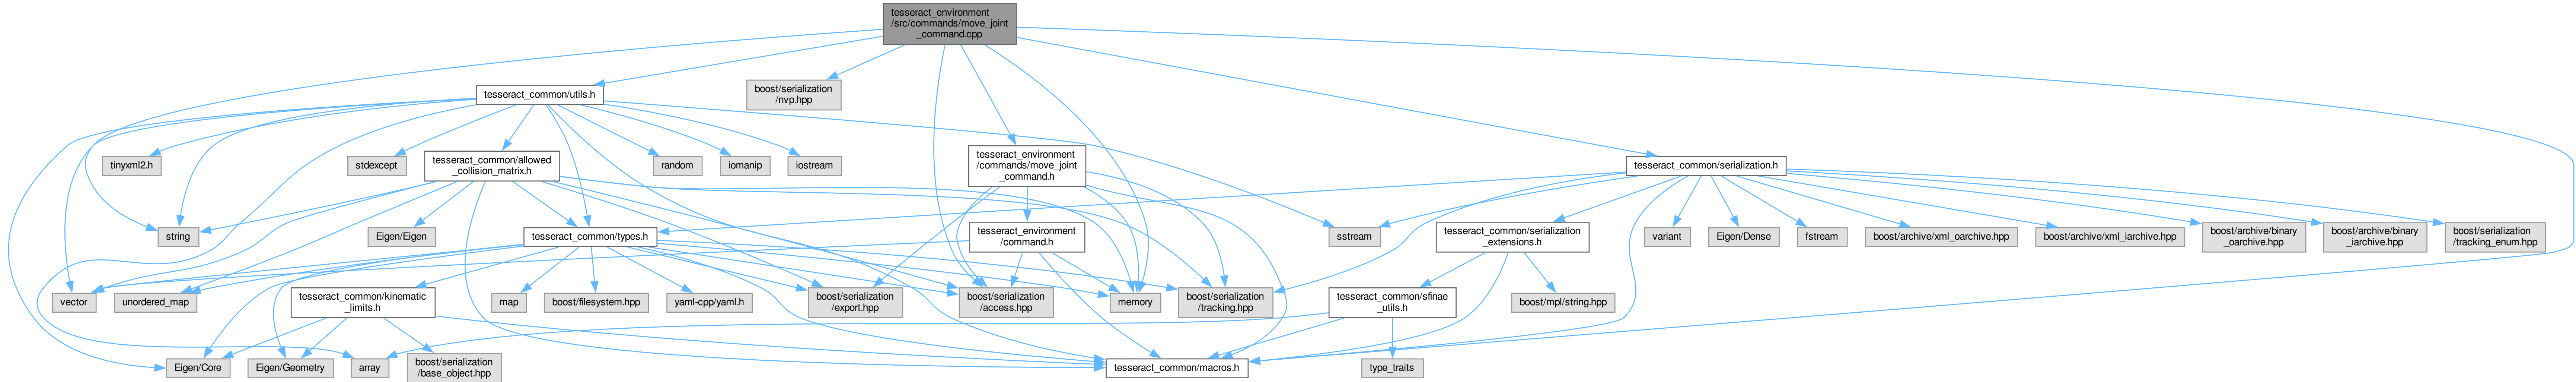 tesseract_environment
/src/commands/move_joint
_command.cpp
boost/serialization
/nvp.hpp
tesseract_common/utils.h
tinyxml2.h
stdexcept
tesseract_common/allowed
_collision_matrix.h
random
iomanip
iostream
tesseract_environment
/commands/move_joint
_command.h
tesseract_common/serialization.h
string
Eigen/Eigen
tesseract_common/types.h
tesseract_environment
/command.h
sstream
tesseract_common/serialization
_extensions.h
variant
Eigen/Dense
fstream
boost/archive/xml_oarchive.hpp
boost/archive/xml_iarchive.hpp
boost/archive/binary
_oarchive.hpp
boost/archive/binary
_iarchive.hpp
boost/serialization
/tracking_enum.hpp
vector
unordered_map
tesseract_common/kinematic
_limits.h
map
boost/filesystem.hpp
yaml-cpp/yaml.h
boost/serialization
/export.hpp
boost/serialization
/access.hpp
memory
boost/serialization
/tracking.hpp
tesseract_common/sfinae
_utils.h
boost/mpl/string.hpp
Eigen/Core
Eigen/Geometry
array
boost/serialization
/base_object.hpp
tesseract_common/macros.h
type_traits